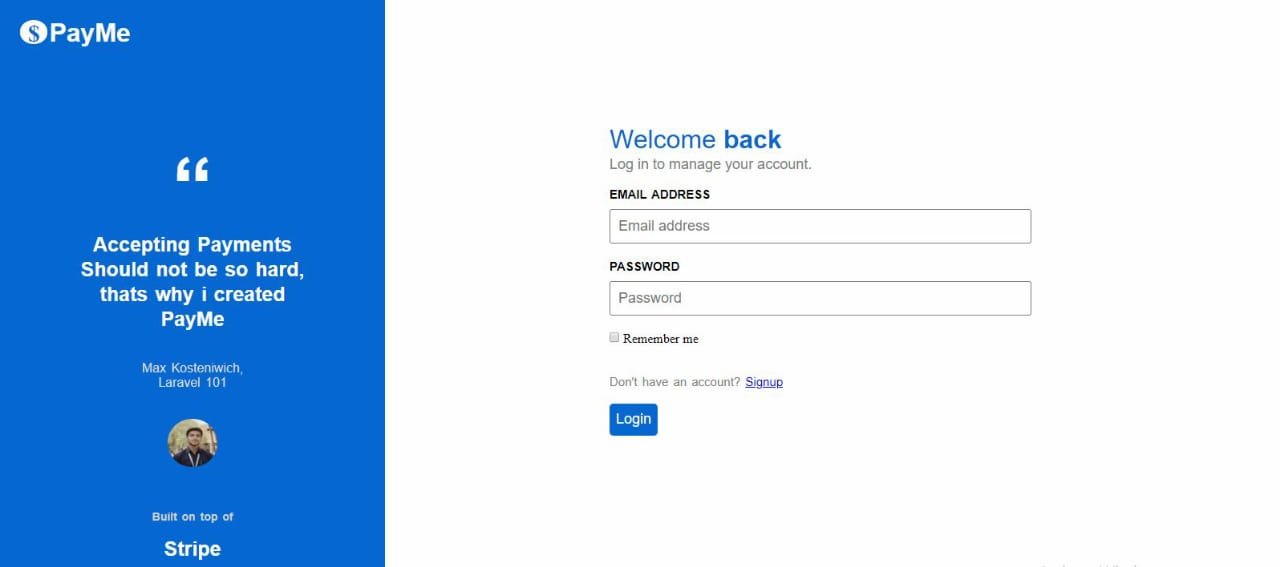 PayMe
Accepting Payments
Should not be so hard,
thats why i created
PayMe
Max Kosteniwich,
Laravel 101
Built on top of
Stripe
Welcome back
Log in to manage your account.
EMAIL ADDRESS
Email address
PASSWORD
Password
Remember me
Don't have an account? Signup
Login